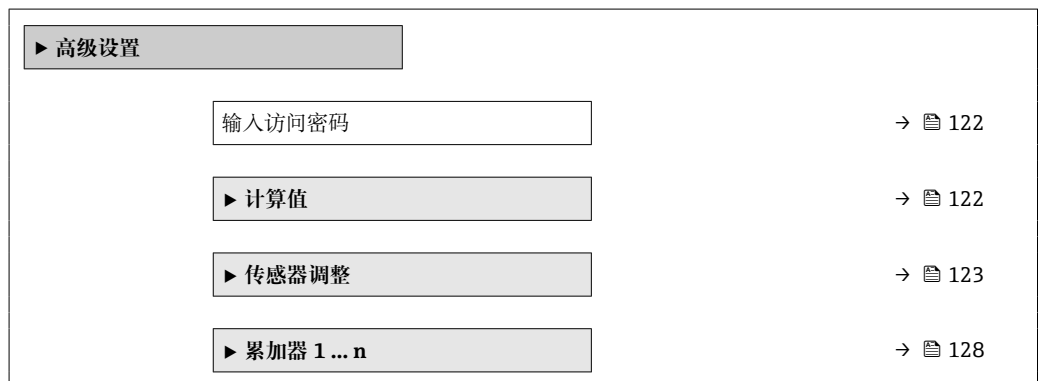 ▶ 高级设置
输入访问密码 → 122
▶ 计算值 → 122
▶ 传感器调整 → 123
▶ 累加器 1 … n → 128